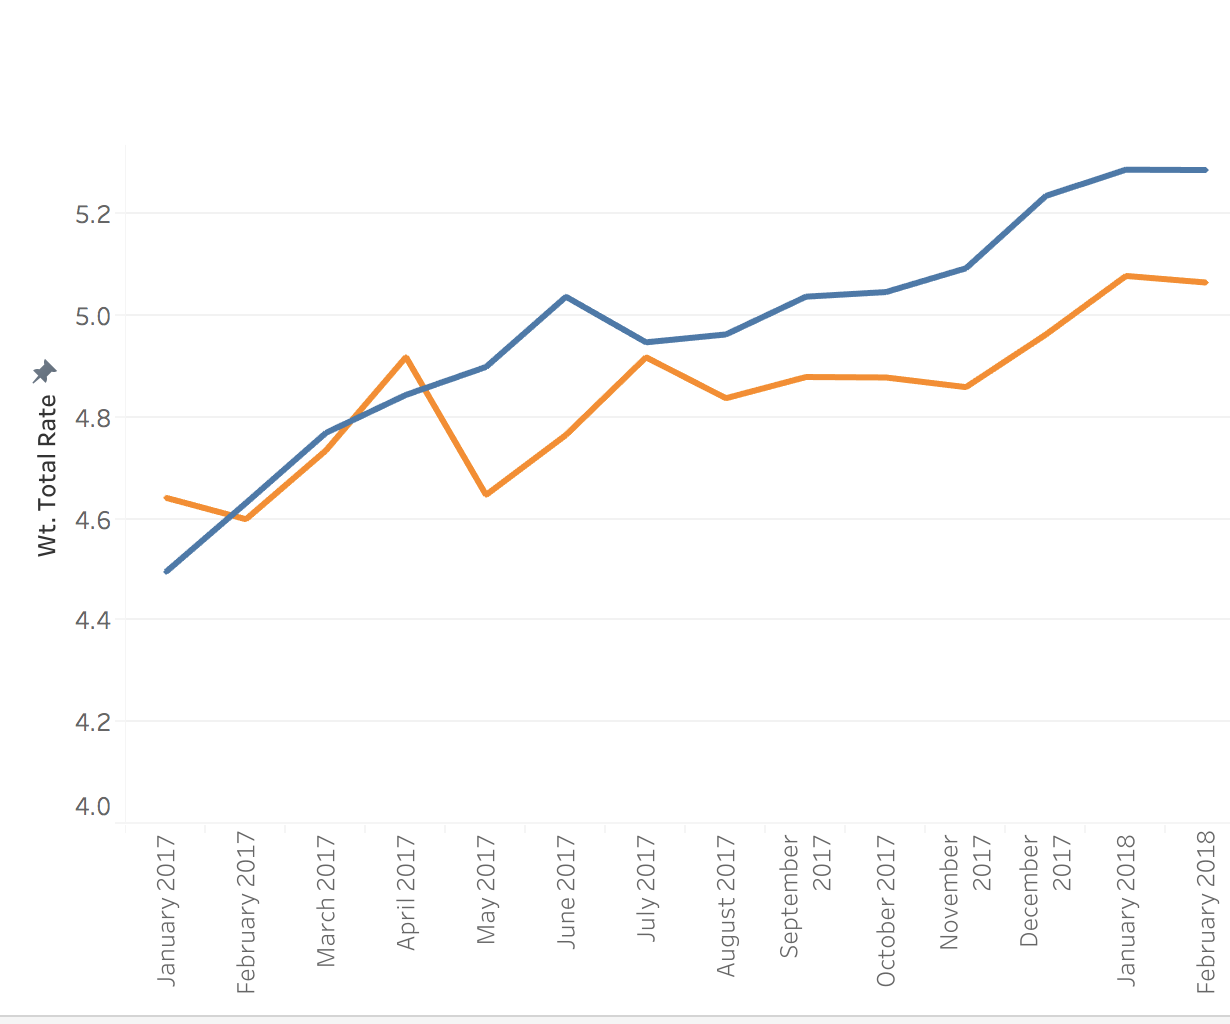 5.2
5.0
4.8
4.6
4.4
4.2
4.0
Wt. Total Rate
January 2017
February 2017
March 2017
April 2017
May 2017
June 2017
July 2017
August 2017
September
2017
October 2017
November
2017
December
2017
January 2018
February 2018